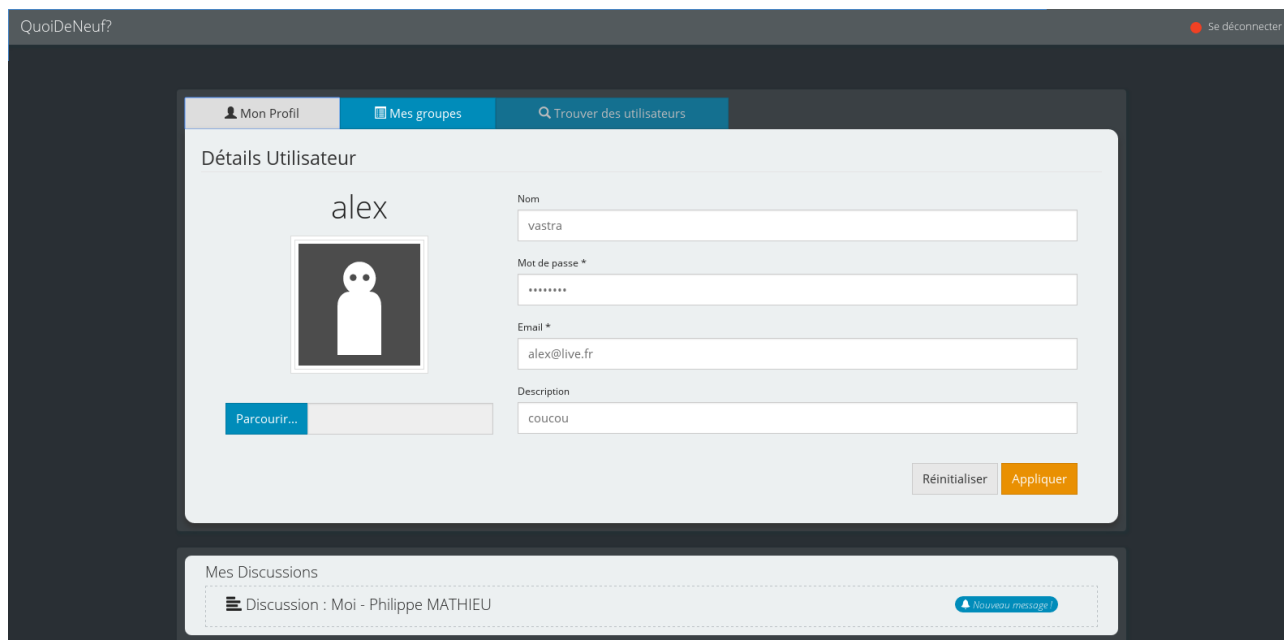 QuoiDeNeuf?
Se déconnecter
Mon Profil
Mes groupes
Trouver des utilisateurs
Détails Utilisateur
alex
Parcourir...
Nom
vastra
Mot de passe *
••••••••
Email *
alex@live.fr
Description
coucou
Réinitialiser
Appliquer
Mes Discussions
Discussion : Moi - Philippe MATHIEU
Nouveau message !